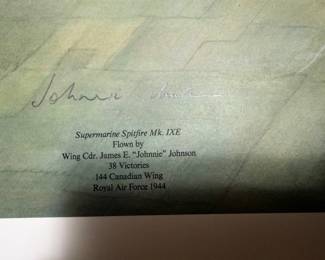 Johnnie
Supermarine Spitfire Mk. IXE
Flown by
Wing Cdr. James E. "Johnnie" Johnson
38 Victories
144 Canadian Wing
Royal Air Force 1944